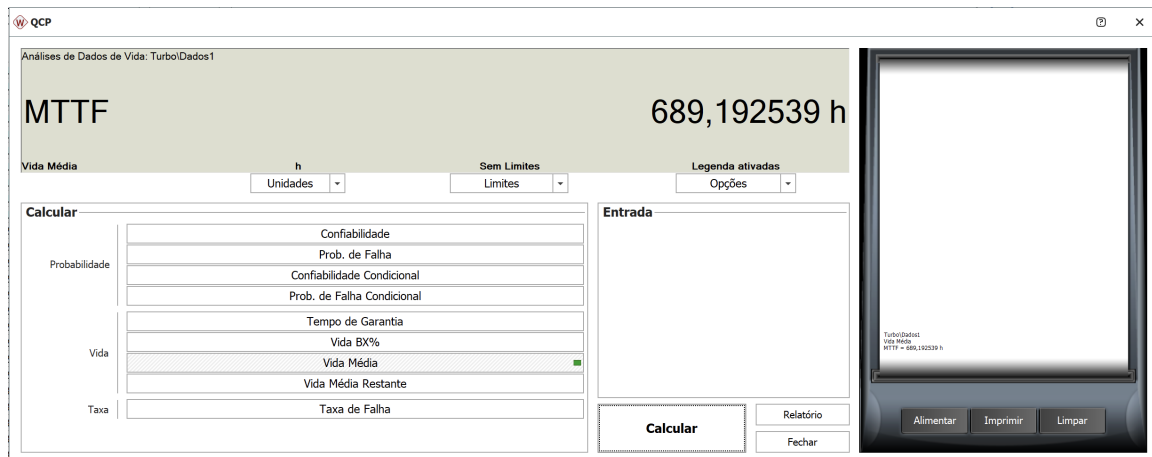 QCP
Análises de Dados de Vida: Turbo\Dados1
MTTF 689,192539 h
Vida Média h Sem Limites Legenda ativadas
Unidades Limites Opções
Calcular
Probabilidade
Confiabilidade
Prob. de Falha
Confiabilidade Condicional
Prob. de Falha Condicional
Vida
Tempo de Garantia
Vida BX%
Vida Média
Vida Média Restante
Taxa
Taxa de Falha
Entrada
Calcular
Relatório
Fechar
Turbo\Dados1
Vida Média
MTTF = 689,192539 h
Alimentar Imprimir Limpar